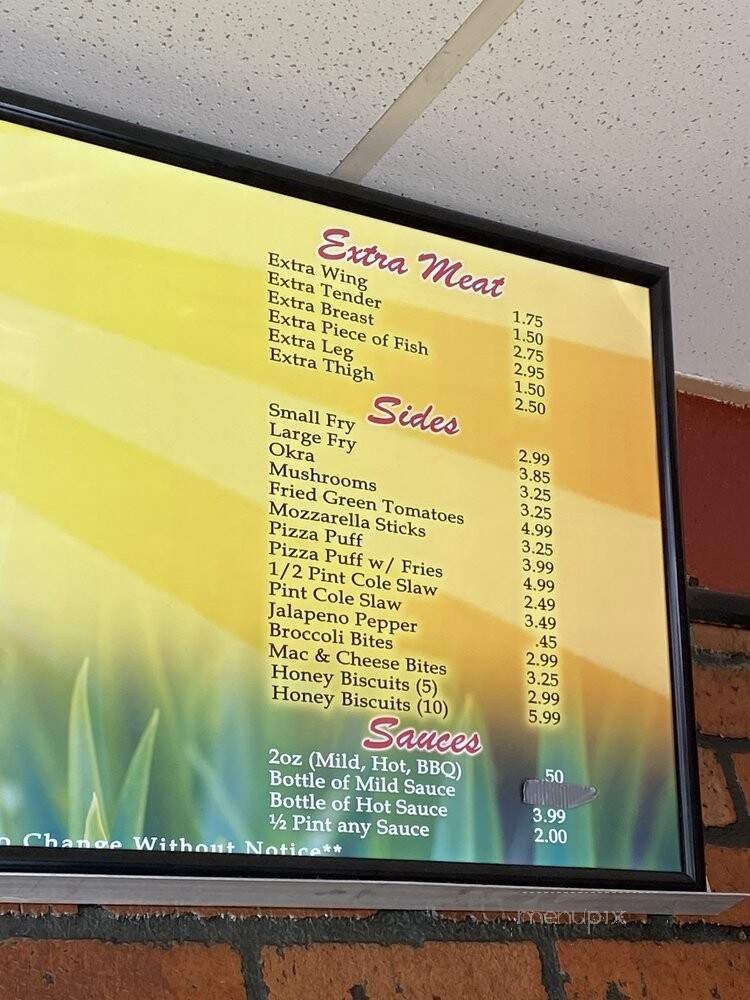 Extra Meat
Extra Wing 1.75
Extra Tender 1.50
Extra Breast 2.75
Extra Piece of Fish 2.95
Extra Leg 1.50
Extra Thigh 2.50
Sides
Small Fry 2.99
Large Fry 3.85
Okra 3.25
Mushrooms 3.25
Fried Green Tomatoes 4.99
Mozzarella Sticks 3.25
Pizza Puff 3.99
Pizza Puff w/ Fries 4.99
1/2 Pint Cole Slaw 2.49
Pint Cole Slaw 3.49
Jalapeno Pepper .45
Broccoli Bites 2.99
Mac & Cheese Bites 3.25
Honey Biscuits (5) 2.99
Honey Biscuits (10) 5.99
Sauces
2oz (Mild, Hot, BBQ) .50
Bottle of Mild Sauce
Bottle of Hot Sauce 3.99
½ Pint any Sauce 2.00
Change Without Notice**
menupix